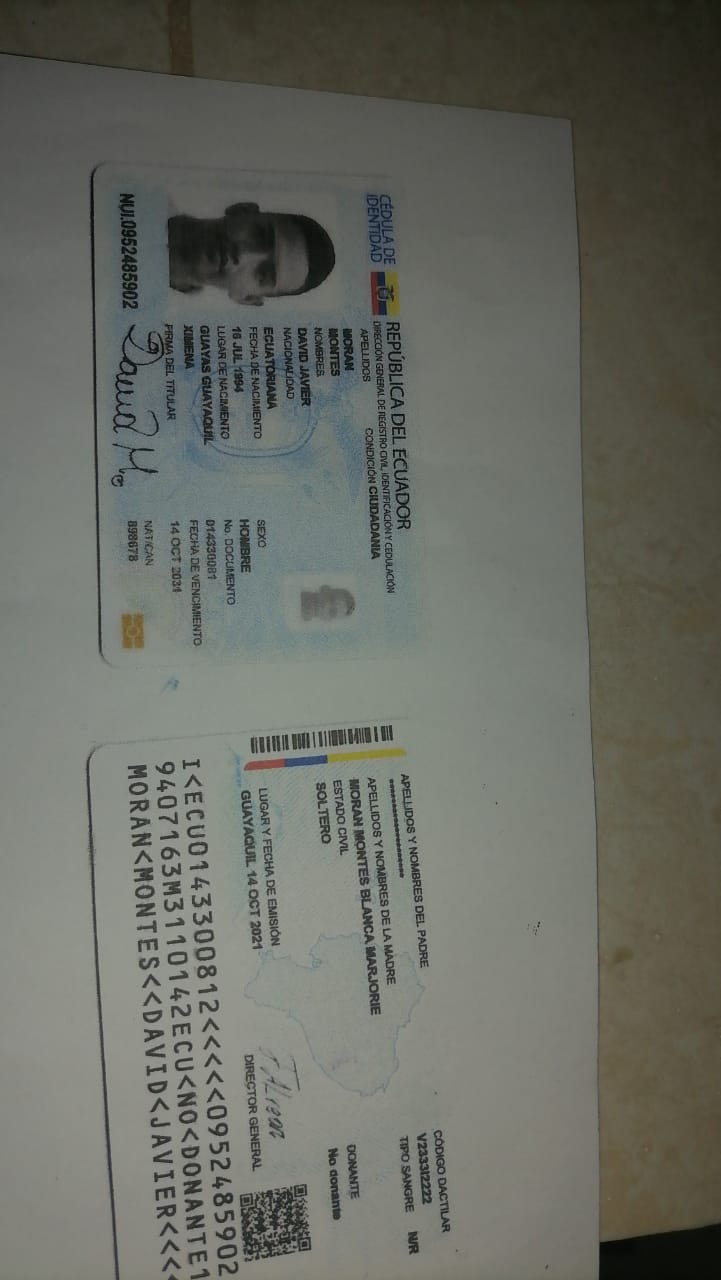 REPÚBLICA DEL ECUADOR
DIRECCIÓN GENERAL DE REGISTRO CIVIL, IDENTIFICACIÓN Y CEDULACIÓN
CÉDULA DE
IDENTIDAD
CONDICIÓN CIUDADANÍA
APELLIDOS
MORAN
MONTES
NOMBRES
DAVID JAVIER
NACIONALIDAD
ECUATORIANA
FECHA DE NACIMIENTO
16 JUL 1994
LUGAR DE NACIMIENTO
GUAYAS GUAYAQUIL
XIMENA
FIRMA DEL TITULAR
SEXO
HOMBRE
No. DOCUMENTO
014330081
FECHA DE VENCIMIENTO
14 OCT 2031
NAT/CAN
898678
NUI.0952485902
David M
APELLIDOS Y NOMBRES DEL PADRE
******************
APELLIDOS Y NOMBRES DE LA MADRE
MORAN MONTES BLANCA MARJORIE
ESTADO CIVIL
SOLTERO
CÓDIGO DACTILAR
V2333I2222
TIPO SANGRE N/R
DONANTE
No donante
LUGAR Y FECHA DE EMISIÓN
GUAYAQUIL 14 OCT 2021
DIRECTOR GENERAL
I<ECU0143300812<<<<<<0952485902
9407163M3110142ECU<NO<DONANTE1
MORAN<MONTES<<DAVID<JAVIER<<<<